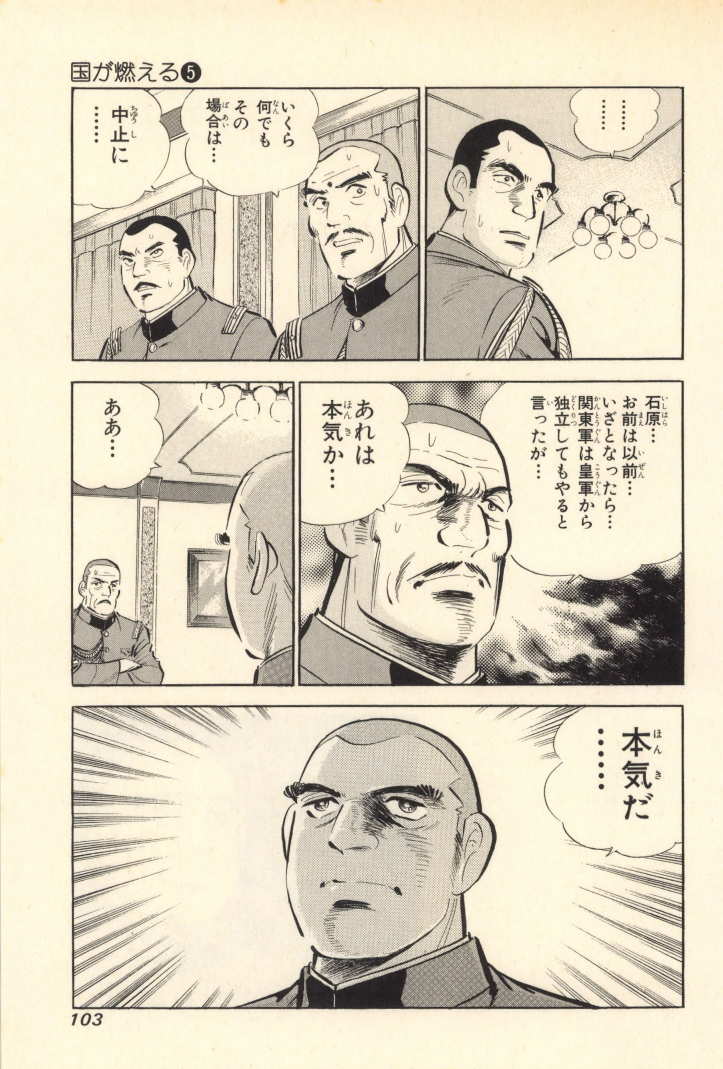 国が燃える❺
………
………
いくら
何でも
その
場合は…
中止に
……
石原…
お前は以前…
いざとなったら…
関東軍は皇軍から
独立してもやると
言ったが…
あれは
本気か…
ああ…
本気だ
……
103